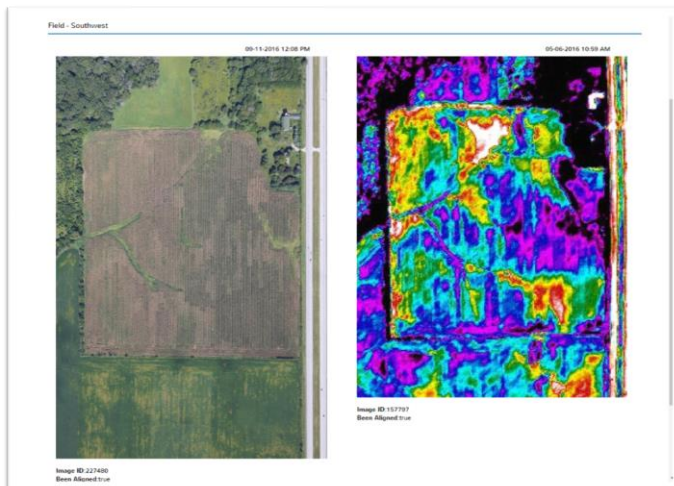 Field - Southwest
09-11-2016 12:08 PM
05-06-2016 10:59 AM
Image ID:157797
Been Aligned:true
Image ID:227480
Been Aligned:true